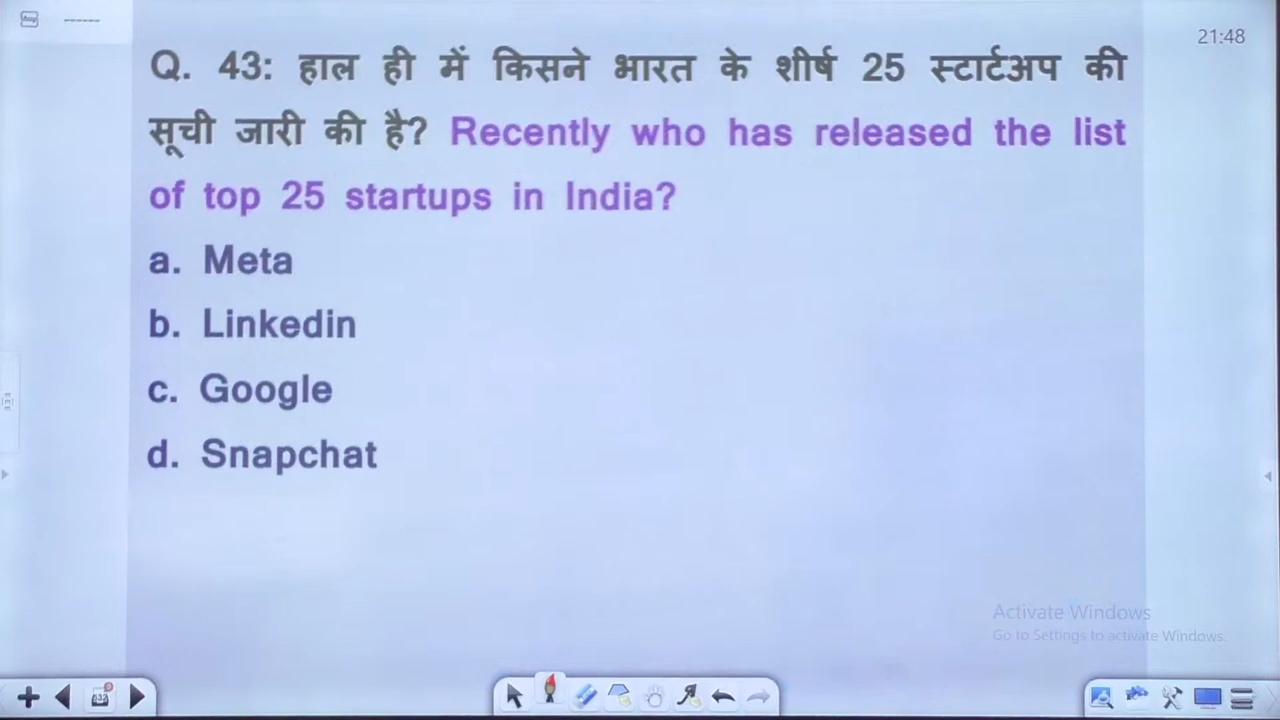 21:48
Q. 43: हाल ही में किसने भारत के शीर्ष 25 स्टार्टअप की
सूची जारी की है? Recently who has released the list
of top 25 startups in India?
a. Meta
b. Linkedin
c. Google
d. Snapchat
Activate Windows
Go to Settings to activate Windows.